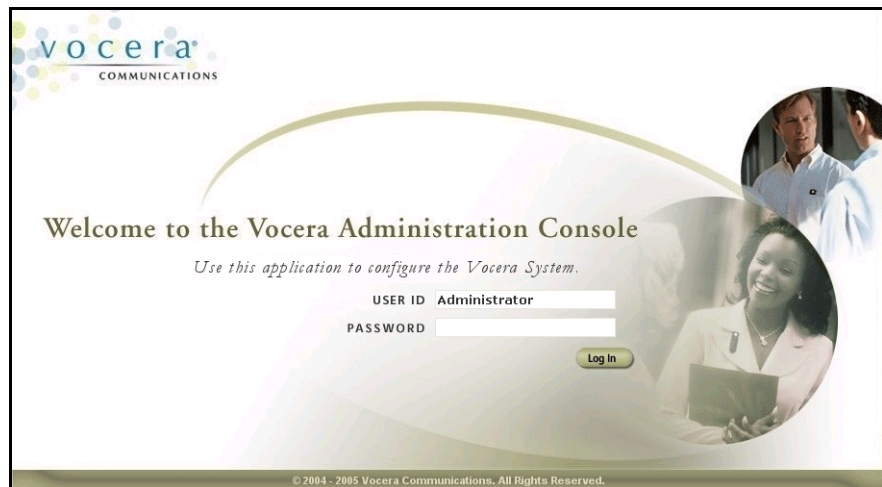 vocera
COMMUNICATIONS
Welcome to the Vocera Administration Console
Use this application to configure the Vocera System.
USER ID Administrator
PASSWORD
Log In
© 2004 - 2005 Vocera Communications. All Rights Reserved.